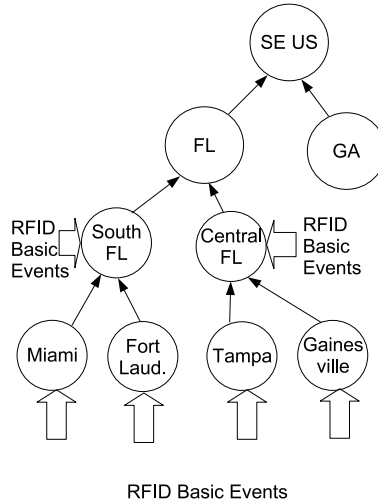 SE US
FL
GA
RFID
Basic
Events
South
FL
Central
FL
RFID
Basic
Events
Miami
Fort
Laud.
Tampa
Gaines
ville
RFID Basic Events